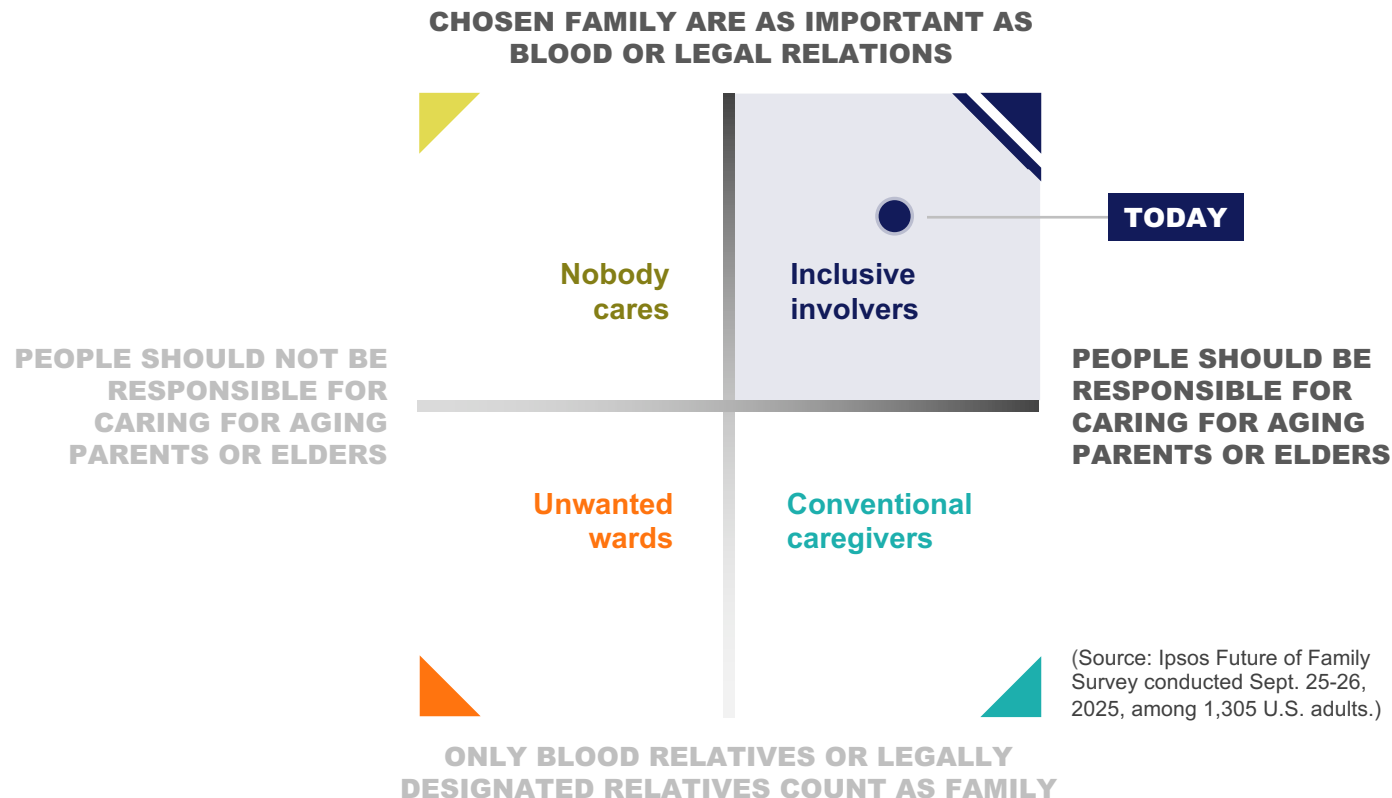 CHOSEN FAMILY ARE AS IMPORTANT AS
BLOOD OR LEGAL RELATIONS
TODAY
Nobody
cares
Inclusive
involvers
PEOPLE SHOULD NOT BE
RESPONSIBLE FOR
CARING FOR AGING
PARENTS OR ELDERS
PEOPLE SHOULD BE
RESPONSIBLE FOR
CARING FOR AGING
PARENTS OR ELDERS
Unwanted
wards
Conventional
caregivers
(Source: Ipsos Future of Family
Survey conducted Sept. 25-26,
2025, among 1,305 U.S. adults.)
ONLY BLOOD RELATIVES OR LEGALLY
DESIGNATED RELATIVES COUNT AS FAMILY